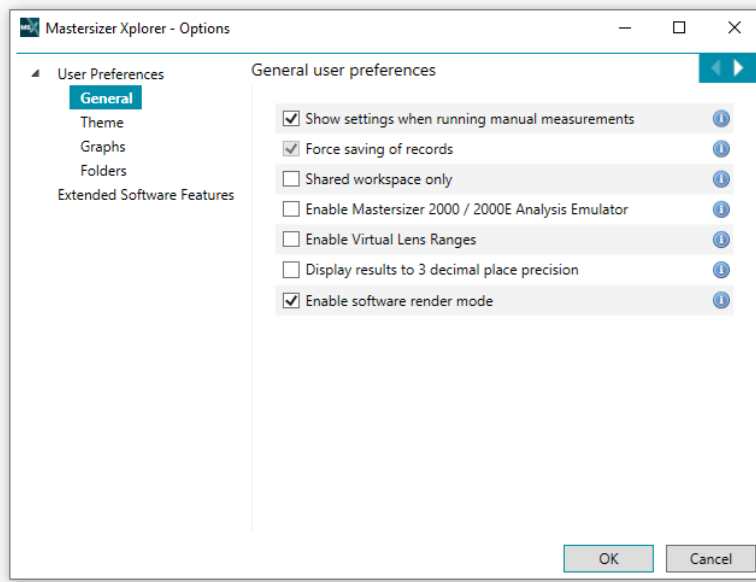 MSX Mastersizer Xplorer - Options
User Preferences
General
Theme
Graphs
Folders
Extended Software Features
General user preferences
Show settings when running manual measurements
Force saving of records
Shared workspace only
Enable Mastersizer 2000 / 2000E Analysis Emulator
Enable Virtual Lens Ranges
Display results to 3 decimal place precision
Enable software render mode
OK
Cancel